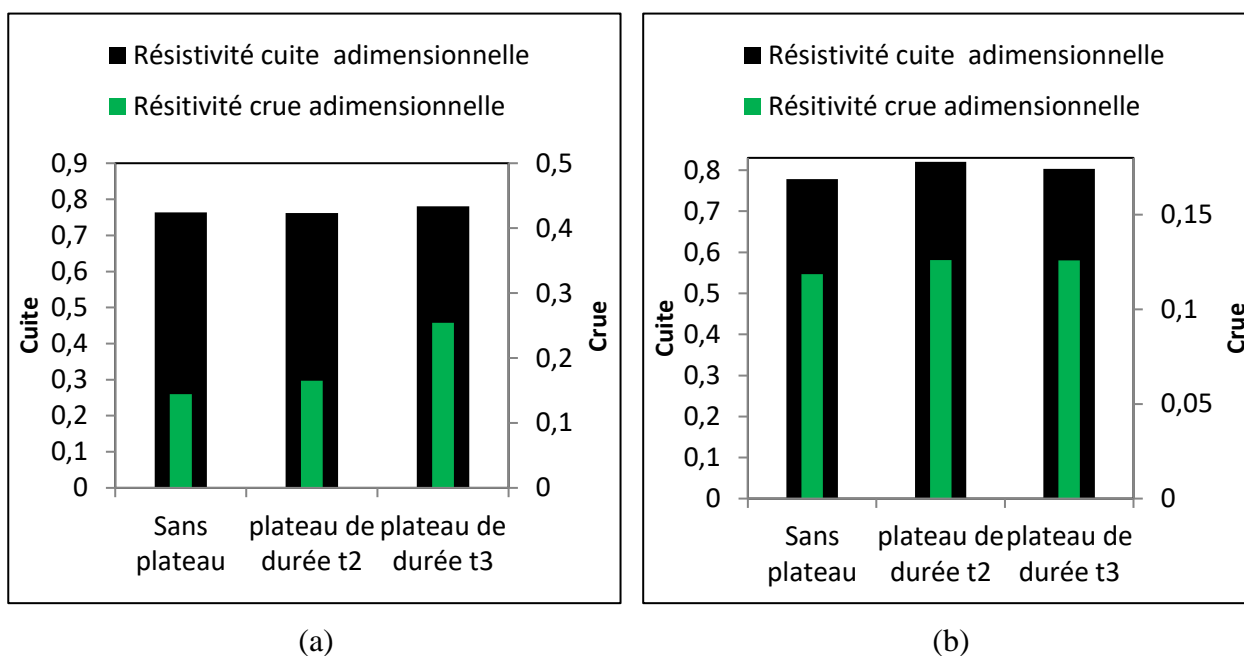 Résistivité cuite adimensionnelle
Résitivité crue adimensionnelle
0,9
0,8
0,7
0,6
0,5
0,4
0,3
0,2
0,1
0
Cuite
0,5
0,4
0,3
0,2
0,1
0
Crue
Sans plateau
plateau de durée t2
plateau de durée t3
(a)
Résistivité cuite adimensionnelle
Résitivité crue adimensionnelle
0,8
0,7
0,6
0,5
0,4
0,3
0,2
0,1
0
Cuite
0,15
0,1
0,05
0
Crue
Sans plateau
plateau de durée t2
plateau de durée t3
(b)